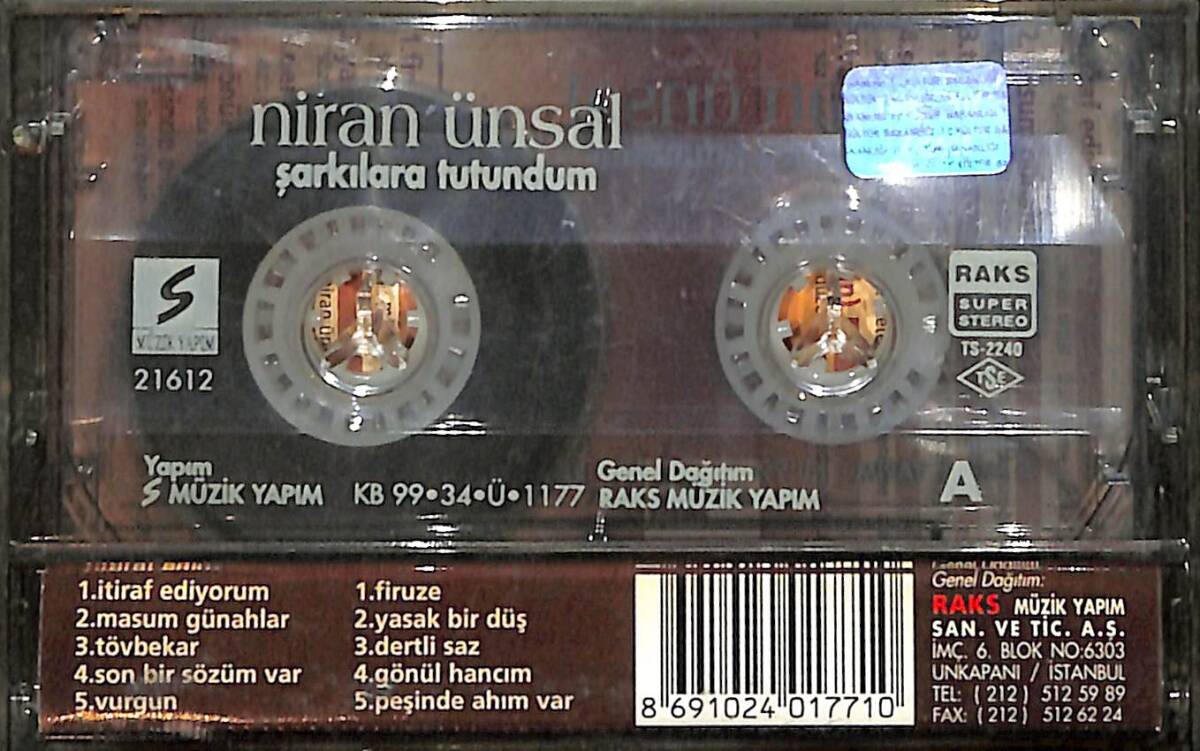 niran ünsal
şarkılara tutundum
S
MÜZİK YAPIM
21612
RAKS
SUPER
STEREO
TS-2240
TSE
Yapım
S MÜZİK YAPIM
KB 99•34•Ü•1177
Genel Dağıtım
RAKS MÜZİK YAPIM
A
1.itiraf ediyorum
2.masum günahlar
3.tövbekar
4.son bir sözüm var
5.vurgun
1.firuze
2.yasak bir düş
3.dertli saz
4.gönül hancım
5.peşinde ahım var
8 691024 017710
Genel Dağıtım:
RAKS MÜZİK YAPIM
SAN. VE TİC. A.Ş.
İMÇ. 6. BLOK NO:6303
UNKAPANI / İSTANBUL
TEL: (212) 512 59 89
FAX: (212) 512 62 24